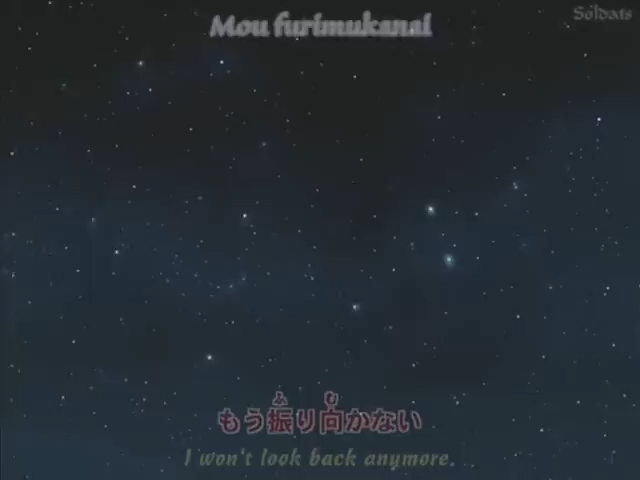 Mou furimukanai
Soldats
ふ む
もう振り向かない
I won't look back anymore.